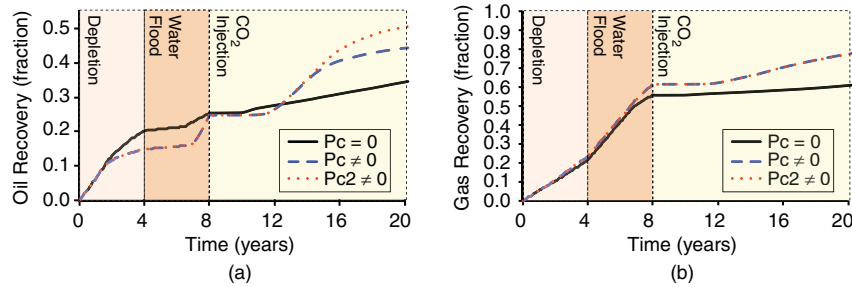 Oil Recovery (fraction)
0.5
0.4
0.3
0.2
0.1
0.0
Depletion
Water
Flood
CO2
Injection
Pc = 0
Pc ≠ 0
Pc2 ≠ 0
0 4 8 12 16 20
Time (years)
(a)
Gas Recovery (fraction)
1.0
0.9
0.8
0.7
0.6
0.5
0.4
0.3
0.2
0.1
0.0
Depletion
Water
Flood
CO2
Injection
Pc = 0
Pc ≠ 0
Pc2 ≠ 0
0 4 8 12 16 20
Time (years)
(b)